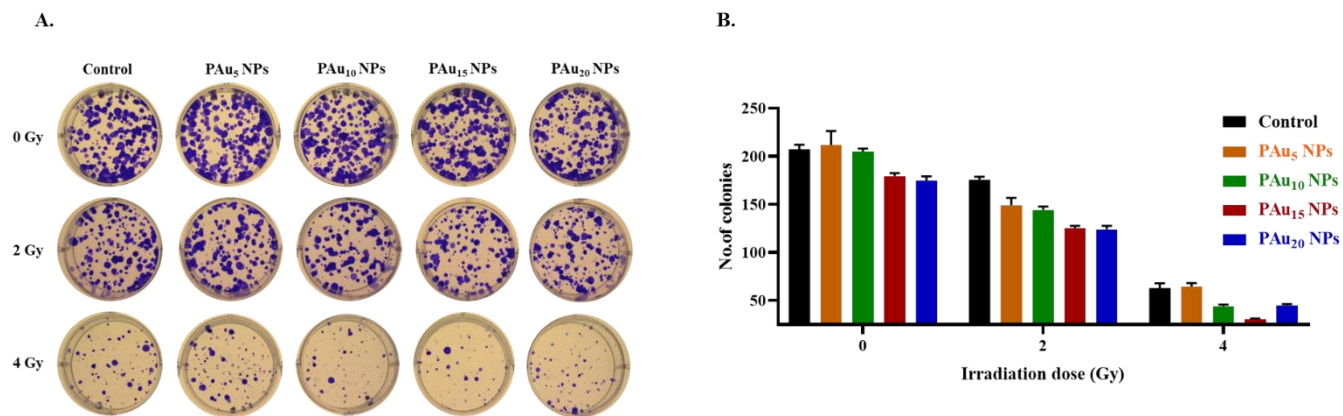 A.
Control PAu₅ NPs PAu₁₀ NPs PAu₁₅ NPs PAu₂₀ NPs
0 Gy
2 Gy
4 Gy
B.
250
200
150
100
50
No.of colonies
0 2 4
Irradiation dose (Gy)
Control
PAu₅ NPs
PAu₁₀ NPs
PAu₁₅ NPs
PAu₂₀ NPs